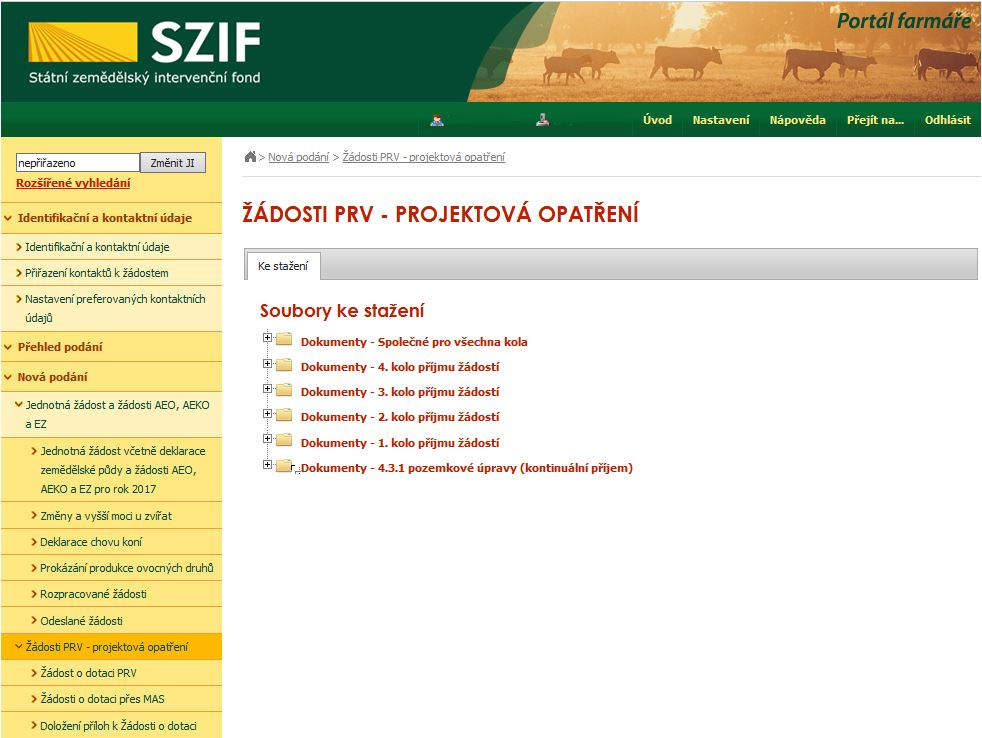 SZIF
Státní zemědělský intervenční fond
Portál farmáře
Úvod Nastavení Nápověda Přejít na... Odhlásit
nepřiřazeno Změnit JI
Rozšířené vyhledání
Identifikační a kontaktní údaje
Identifikační a kontaktní údaje
Přiřazení kontaktů k žádostem
Nastavení preferovaných kontaktních
údajů
Přehled podání
Nová podání
Jednotná žádost a žádosti AEO, AEKO
a EZ
Jednotná žádost včetně deklarace
zemědělské půdy a žádosti AEO,
AEKO a EZ pro rok 2017
Změny a vyšší moci u zvířat
Deklarace chovu koní
Prokázání produkce ovocných druhů
Rozpracované žádosti
Odeslané žádosti
Žádosti PRV - projektová opatření
Žádost o dotaci PRV
Žádosti o dotaci přes MAS
Doložení příloh k Žádosti o dotaci
> Nová podání > Žádosti PRV - projektová opatření
ŽÁDOSTI PRV - PROJEKTOVÁ OPATŘENÍ
Ke stažení
Soubory ke stažení
Dokumenty - Společné pro všechna kola
Dokumenty - 4. kolo příjmu žádostí
Dokumenty - 3. kolo příjmu žádostí
Dokumenty - 2. kolo příjmu žádostí
Dokumenty - 1. kolo příjmu žádostí
Dokumenty - 4.3.1 pozemkové úpravy (kontinuální příjem)